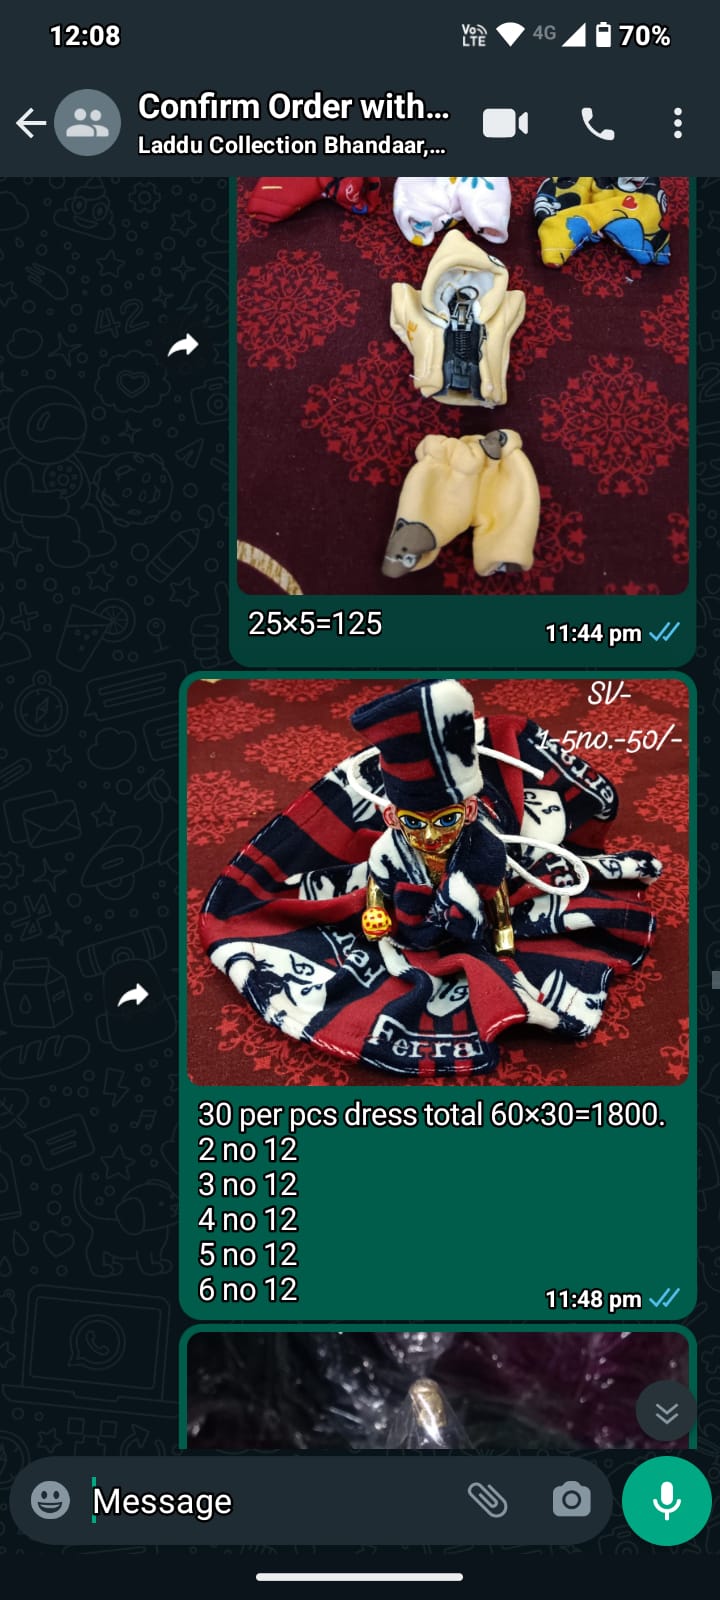 12:08
Vo))
LTE
4G
70%
Confirm Order with...
Laddu Collection Bhandaar,...
25×5=125
11:44 pm
SV-
1-5no.-50/-
Ferra
30 per pcs dress total 60×30=1800.
2 no 12
3 no 12
4 no 12
5 no 12
6 no 12
11:48 pm
Message